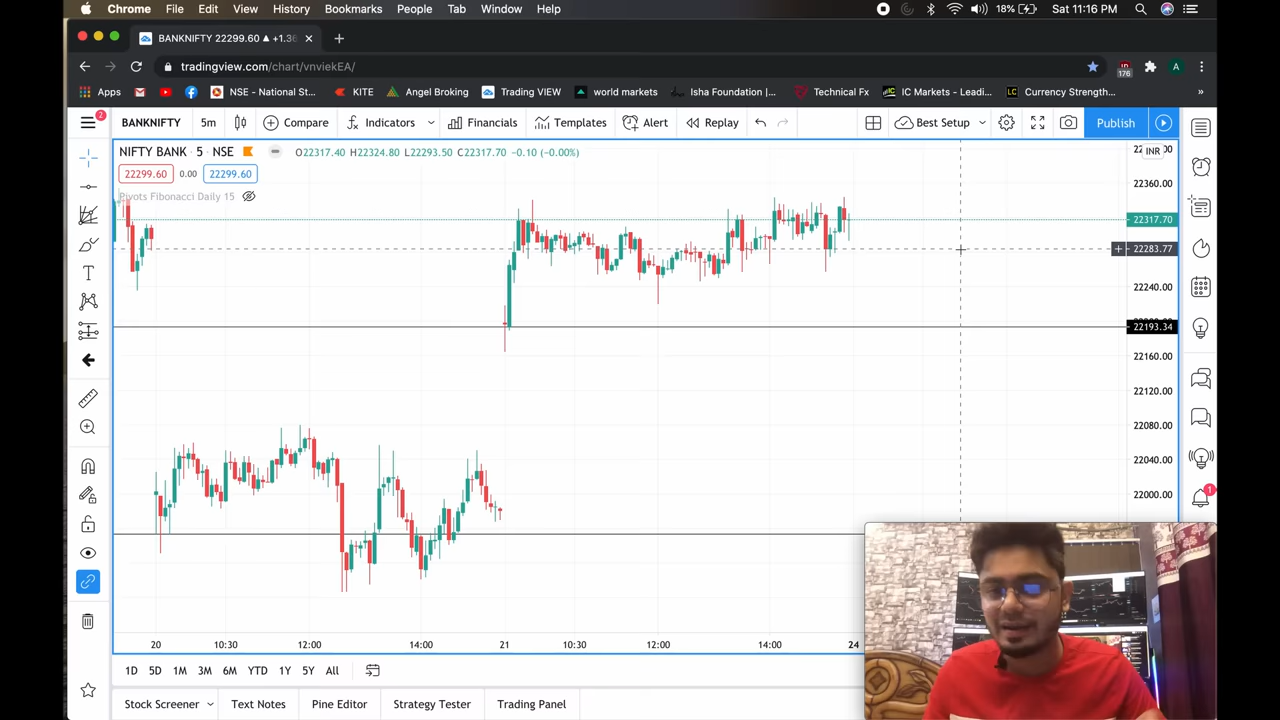 Chrome File Edit View History Bookmarks People Tab Window Help 18% Sat 11:16 PM
BANKNIFTY 22299.60 ▲ +1.36
tradingview.com/chart/vnviekEA/ 176 A
Apps NSE - National St... KITE Angel Broking Trading VIEW world markets Isha Foundation |... Technical Fx IC Markets - Leadi... Currency Strength... »
2 BANKNIFTY 5m Compare Indicators Financials Templates Alert Replay Best Setup Publish
NIFTY BANK · 5 · NSE O22317.40 H22324.80 L22293.50 C22317.70 -0.10 (-0.00%) INR
22299.60 0.00 22299.60
Pivots Fibonacci Daily 15
22360.00
22317.70
22283.77
22240.00
22193.34
22160.00
22120.00
22080.00
22040.00
22000.00
1
20 10:30 12:00 14:00 21 10:30 12:00 14:00 24
1D 5D 1M 3M 6M YTD 1Y 5Y All
Stock Screener Text Notes Pine Editor Strategy Tester Trading Panel